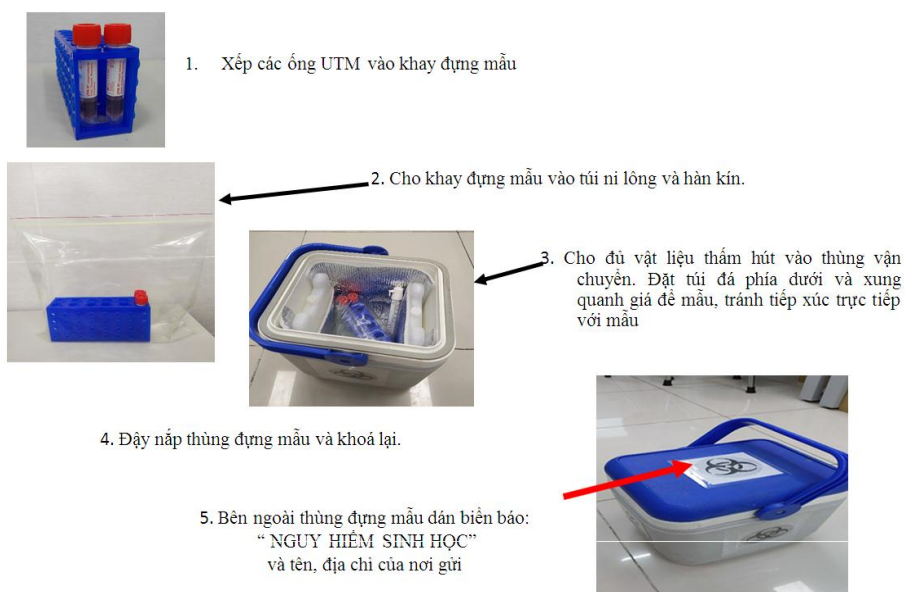 1. Xếp các ống UTM vào khay đựng mẫu
2. Cho khay đựng mẫu vào túi ni lông và hàn kín.
3. Cho đủ vật liệu thấm hút vào thùng vận
chuyển. Đặt túi đá phía dưới và xung
quanh giá để mẫu, tránh tiếp xúc trực tiếp
với mẫu
4. Đậy nắp thùng đựng mẫu và khoá lại.
5. Bên ngoài thùng đựng mẫu dán biển báo:
“ NGUY HIỂM SINH HỌC”
và tên, địa chỉ của nơi gửi